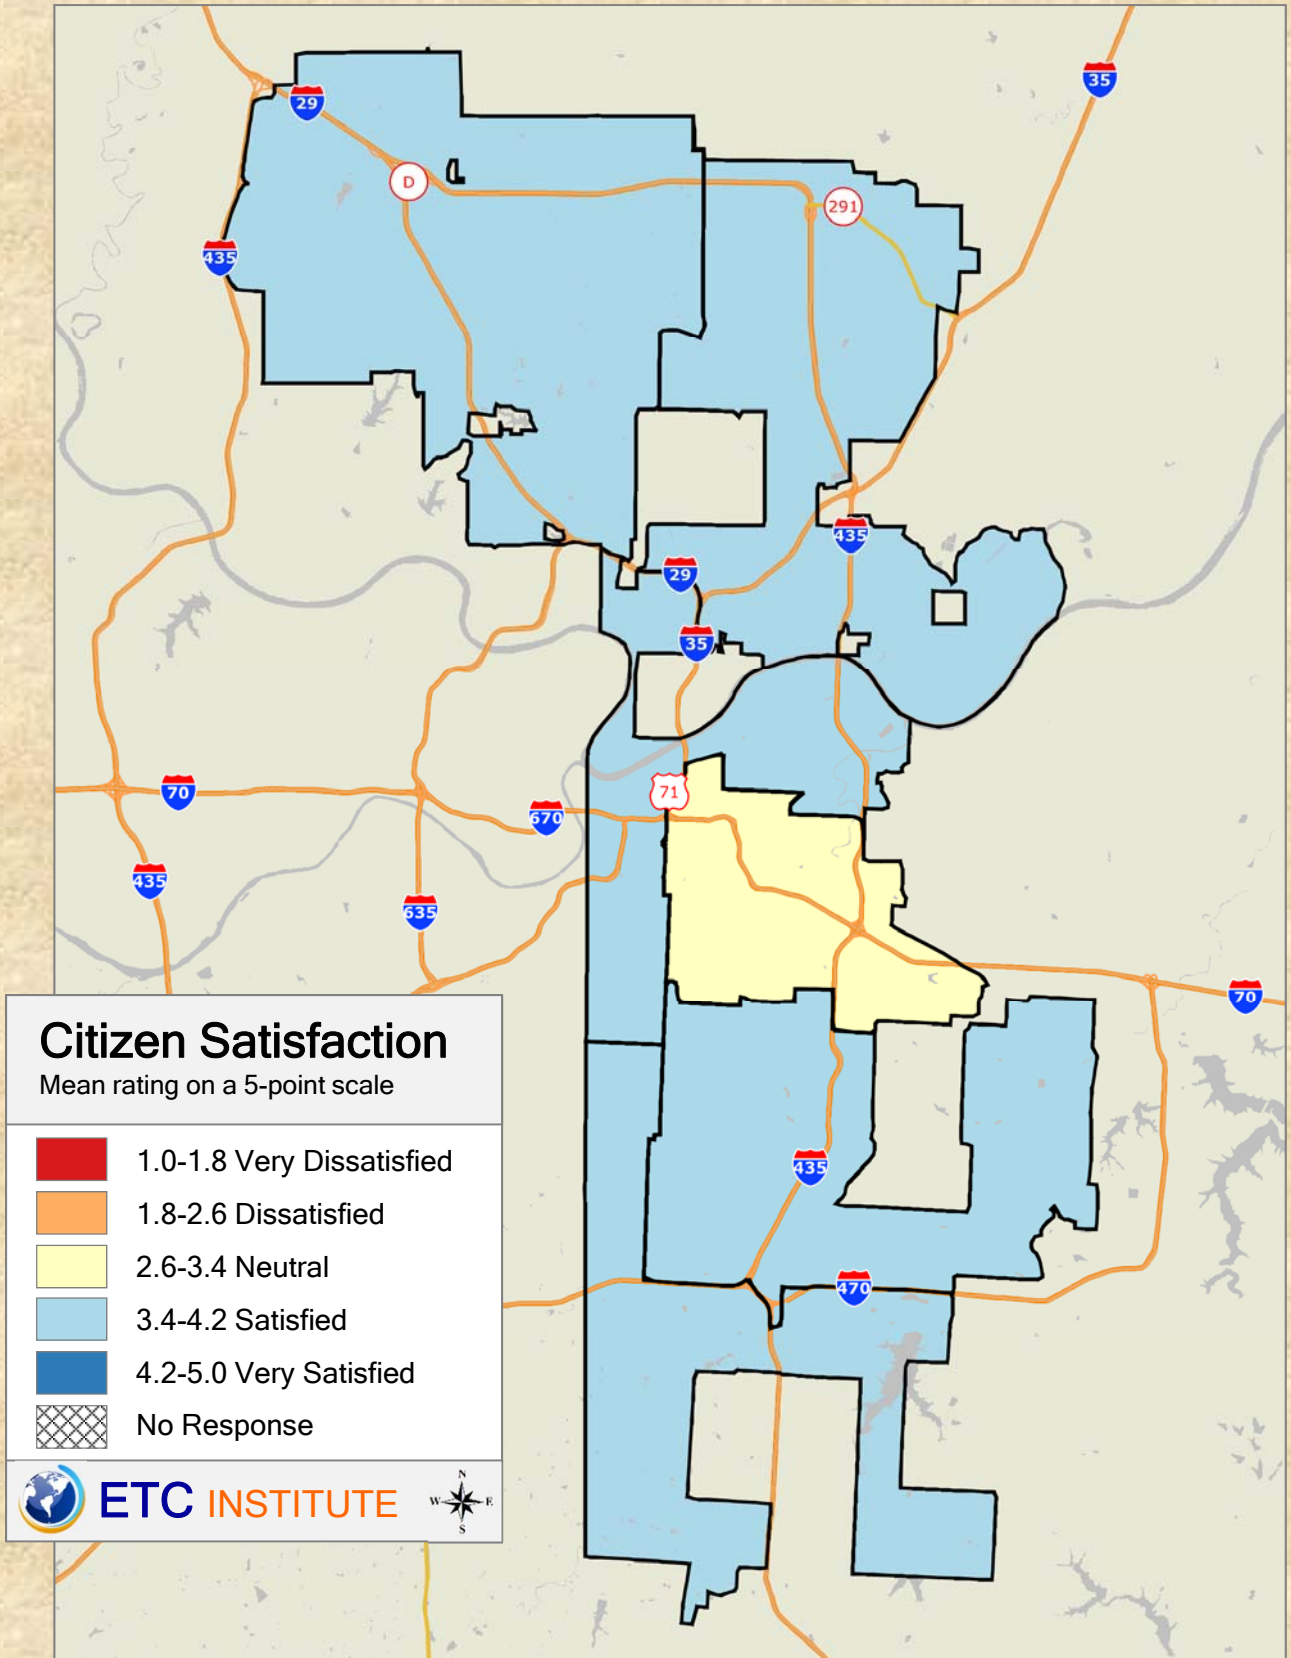 35
29
D
291
435
435
29
35
71
70
670
435
635
70
Citizen Satisfaction
Mean rating on a 5-point scale
1.0-1.8 Very Dissatisfied
1.8-2.6 Dissatisfied
2.6-3.4 Neutral
3.4-4.2 Satisfied
4.2-5.0 Very Satisfied
No Response
435
470
ETC INSTITUTE
N
W E
S